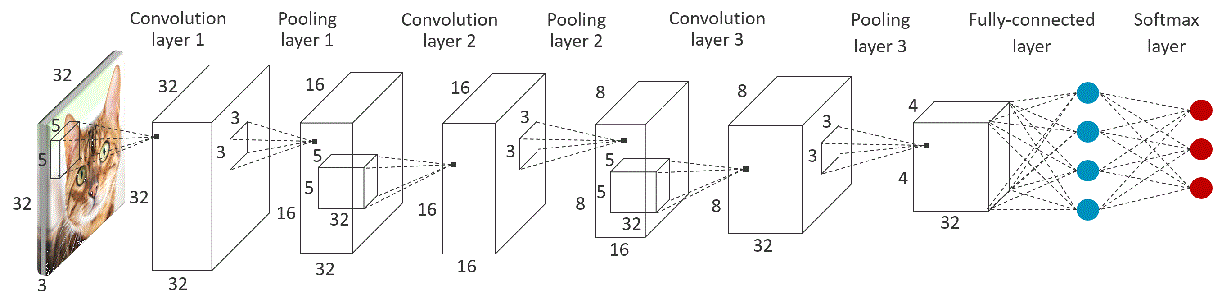 Convolution
layer 1
Pooling
layer 1
Convolution
layer 2
Pooling
layer 2
Convolution
layer 3
Pooling
layer 3
Fully-connected
layer
Softmax
layer
32
5
5
32
32
3
32
3
3
32
16
5
5
32
16
32
16
3
3
16
16
8
5
5
32
8
16
8
3
3
8
32
4
4
32